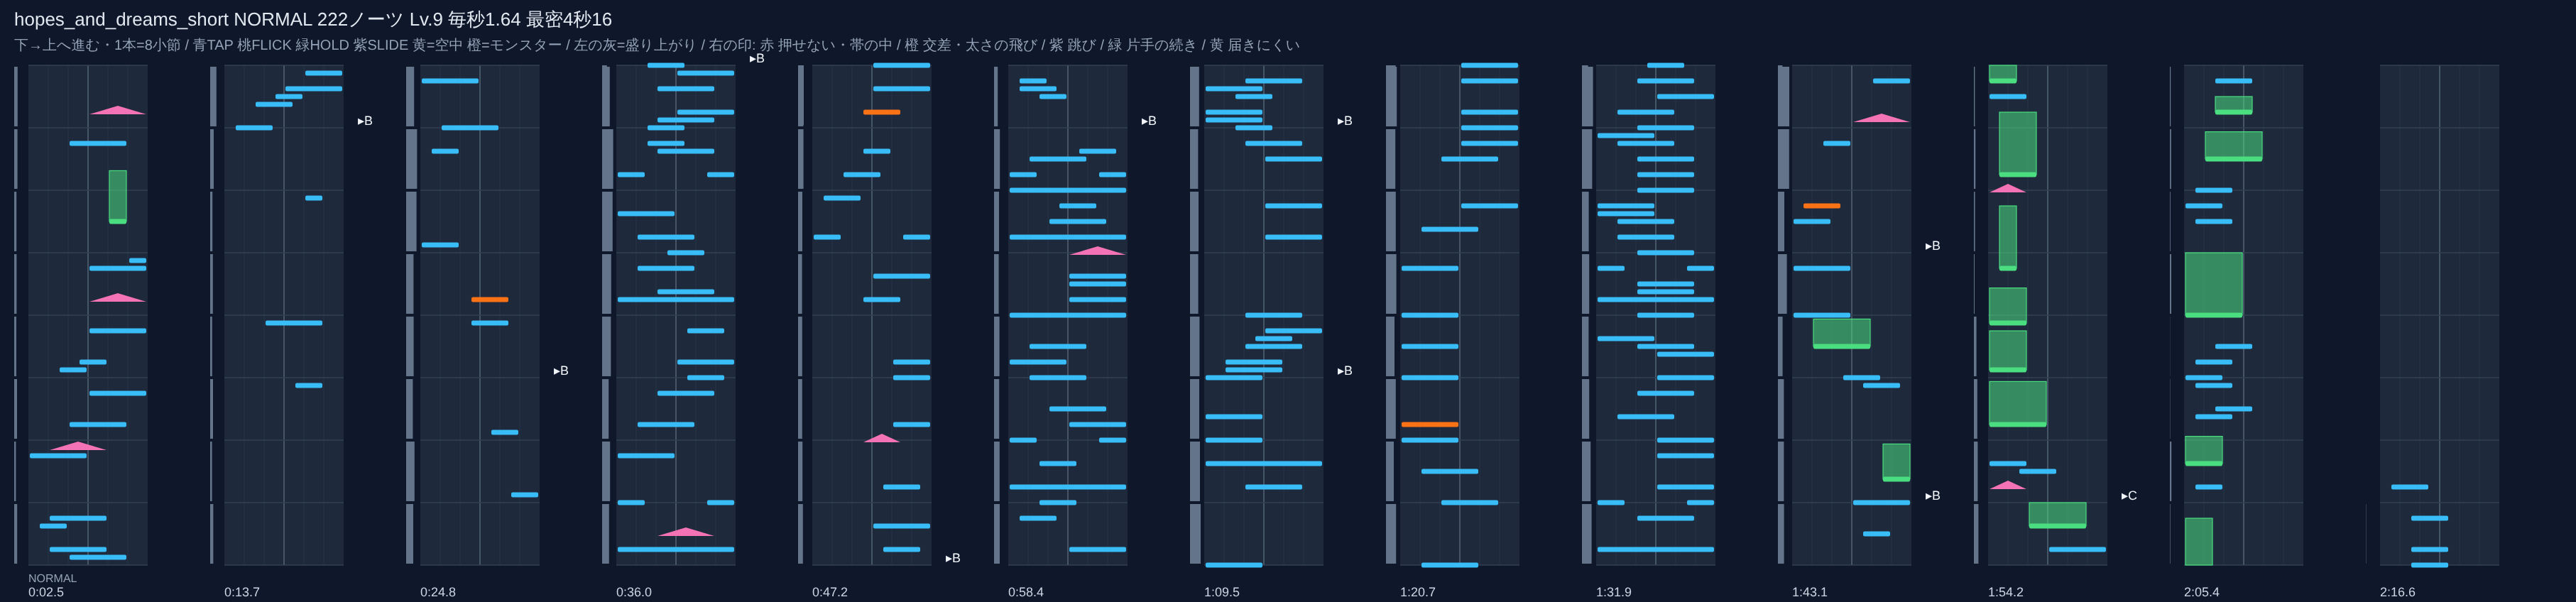 hopes_and_dreams_short NORMAL 222ノーツ Lv.9 毎秒1.64 最密4秒16
下→上へ進む・1本=8小節 / 青TAP 桃FLICK 緑HOLD 紫SLIDE 黄=空中 橙=モンスター / 左の灰=盛り上がり / 右の印: 赤 押せない・帯の中 / 橙 交差・太さの飛び / 紫 跳び / 緑 片手の続き / 黄 届きにくい
▸B
▸B
▸B
▸B
▸B
▸B
▸B
▸B
▸B
▸C
▸B
NORMAL
0:02.5 0:13.7 0:24.8 0:36.0 0:47.2 0:58.4 1:09.5 1:20.7 1:31.9 1:43.1 1:54.2 2:05.4 2:16.6